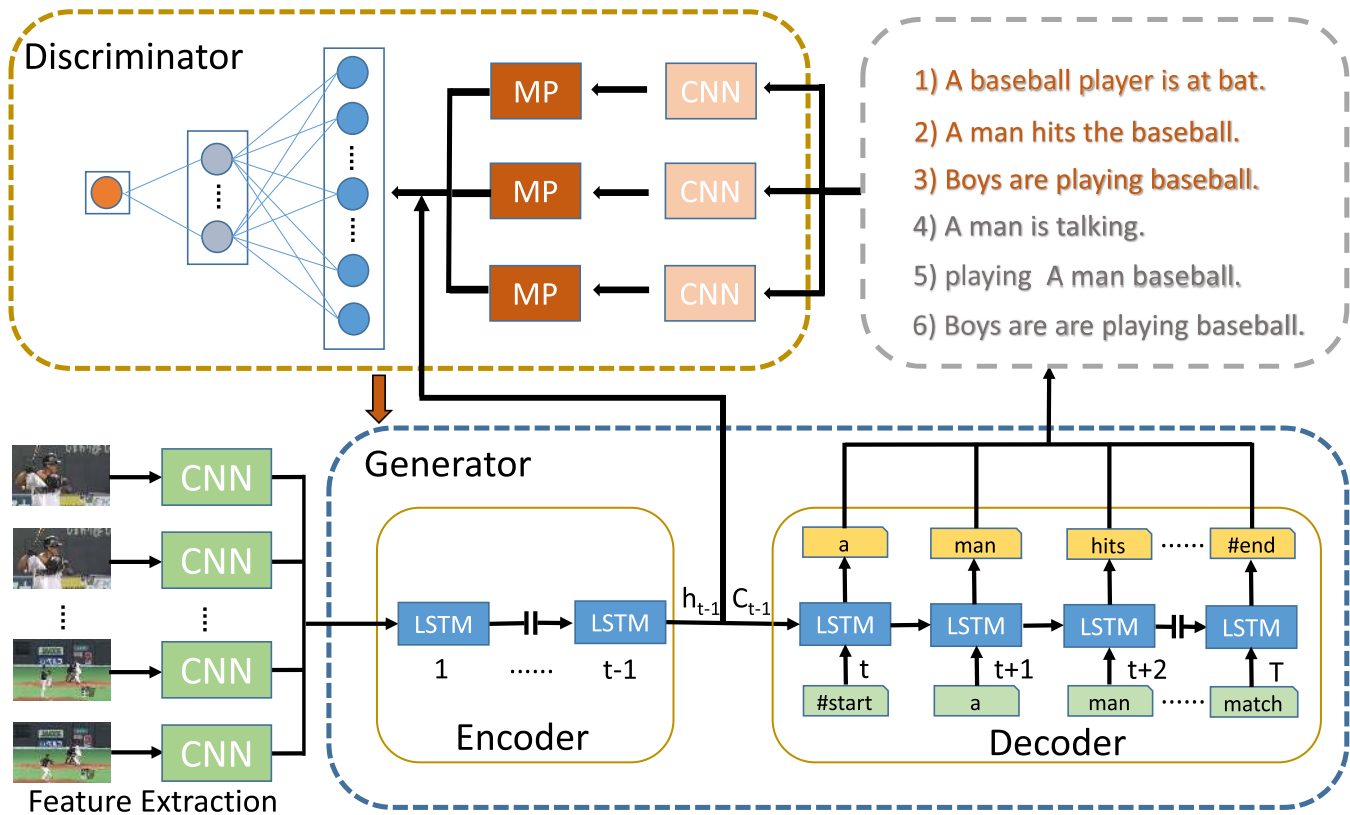 Discriminator
MP
CNN
MP
CNN
MP
CNN
1) A baseball player is at bat.
2) A man hits the baseball.
3) Boys are playing baseball.
4) A man is talking.
5) playing A man baseball.
6) Boys are are playing baseball.
CNN
CNN
......
......
CNN
CNN
Feature Extraction
Generator
LSTM
LSTM
1
......
t-1
Encoder
h_{t-1}
C_{t-1}
a
man
hits
......
#end
LSTM
LSTM
LSTM
LSTM
t
t+1
t+2
T
#start
a
man
......
match
Decoder